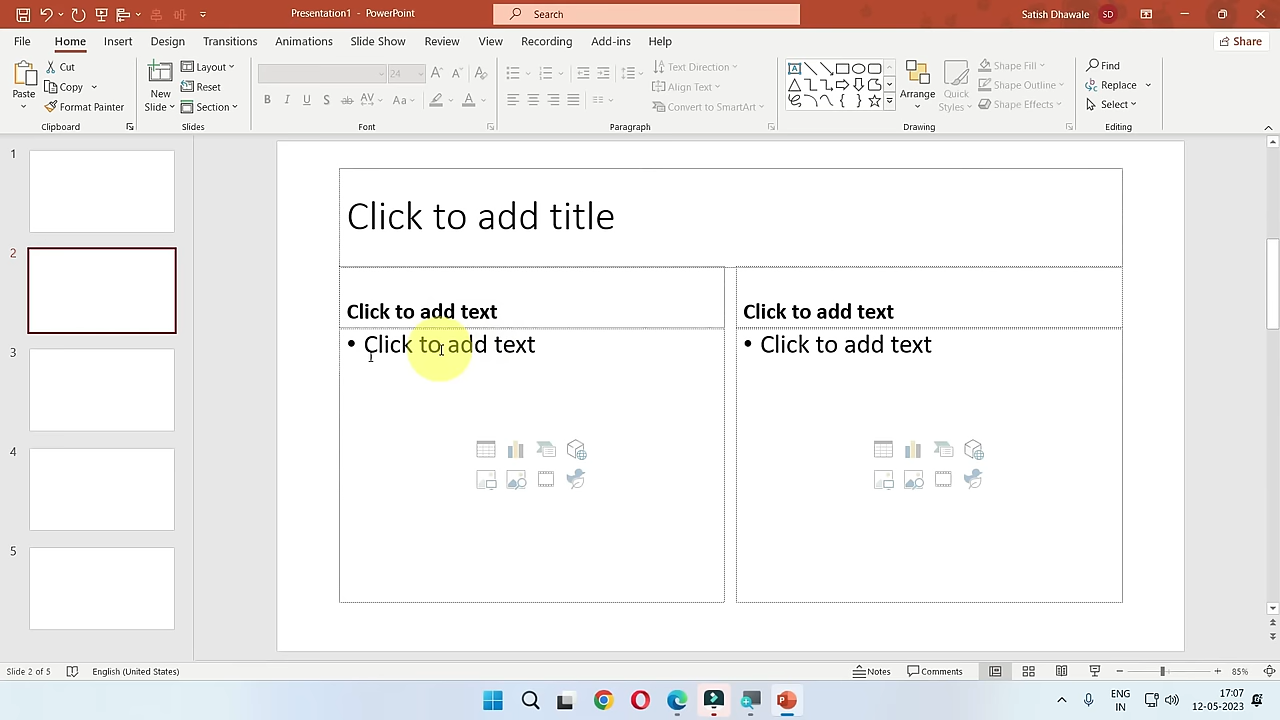 Presentation1 - PowerPoint
Search
Satish Dhawale
SD
File
Home
Insert
Design
Transitions
Animations
Slide Show
Review
View
Recording
Add-ins
Help
Share
Paste
Cut
Copy
Format Painter
Clipboard
New
Slide
Layout
Reset
Section
Slides
24
B
I
U
S
ab
AV
Aa
A
Font
Text Direction
Align Text
Convert to SmartArt
Paragraph
Arrange
Quick
Styles
Shape Fill
Shape Outline
Shape Effects
Drawing
Find
Replace
Select
Editing
1
2
3
4
5
Click to add title
Click to add text
Click to add text
• Click to add text
• Click to add text
Slide 2 of 5
English (United States)
Notes
Comments
85%
ENG
IN
17:07
12-05-2023